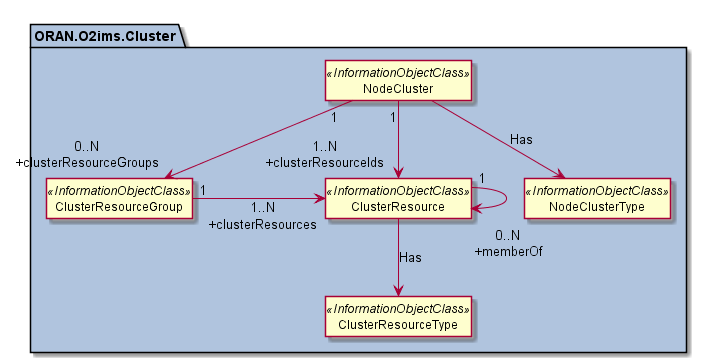 ORAN.O2ims.Cluster
«InformationObjectClass»
NodeCluster
1
1
Has
0..N
+clusterResourceGroups
1..N
+clusterResourceIds
«InformationObjectClass»
ClusterResourceGroup
1
1..N
+clusterResources
«InformationObjectClass»
ClusterResource
1
0..N
+memberOf
«InformationObjectClass»
NodeClusterType
Has
«InformationObjectClass»
ClusterResourceType